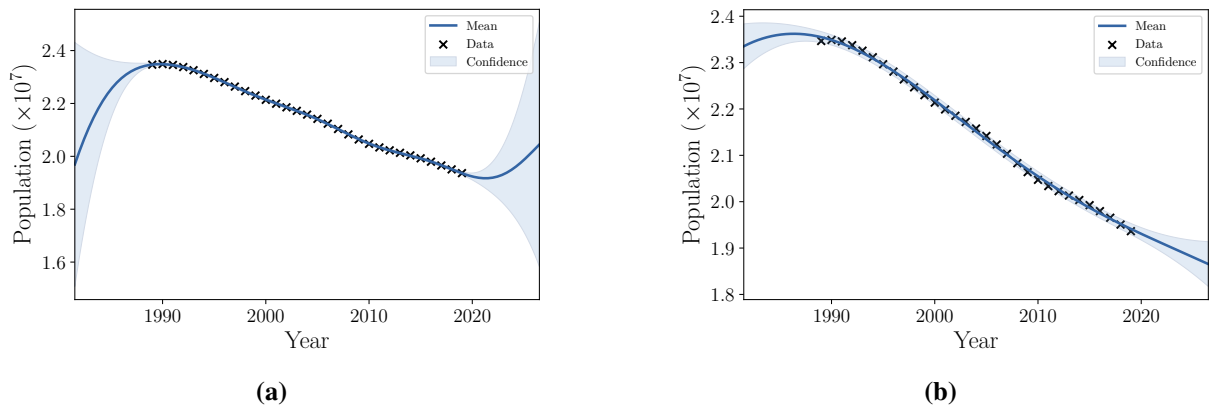 2.4
2.2
2.0
1.8
1.6
Population (×10⁷)
1990
2000
2010
2020
Year
Mean
Data
Confidence
(a)
2.4
2.3
2.2
2.1
2.0
1.9
1.8
Population (×10⁷)
1990
2000
2010
2020
Year
Mean
Data
Confidence
(b)